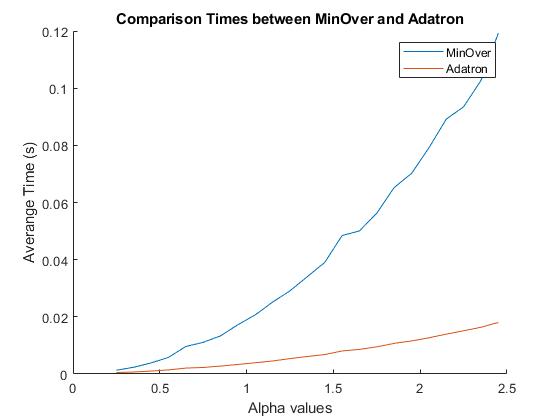 Comparison Times between MinOver and Adatron
MinOver
Adatron
Averange Time (s)
0.12
0.1
0.08
0.06
0.04
0.02
0
0 0.5 1 1.5 2 2.5
Alpha values